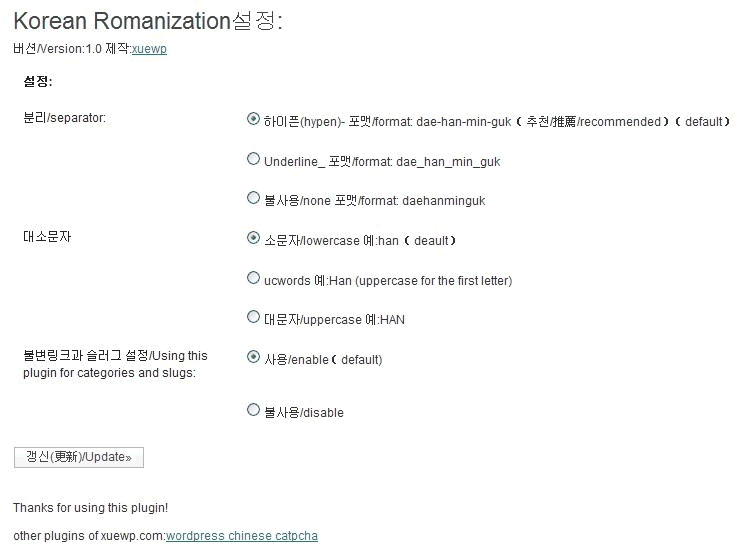 Korean Romanization설정:
버션/Version:1.0 제작:xuewp
설정:
분리/separator:
하이픈(hypen)- 포맷/format: dae-han-min-guk ( 추천/推薦/recommended ) ( default )
Underline_ 포맷/format: dae_han_min_guk
불사용/none 포맷/format: daehanminguk
대소문자
소문자/lowercase 예:han ( deault )
ucwords 예:Han (uppercase for the first letter)
대문자/uppercase 예:HAN
불변링크과 슬러그 설정/Using this
plugin for categories and slugs:
사용/enable ( default)
불사용/disable
갱신(更新)/Update»
Thanks for using this plugin!
other plugins of xuewp.com:wordpress chinese catpcha